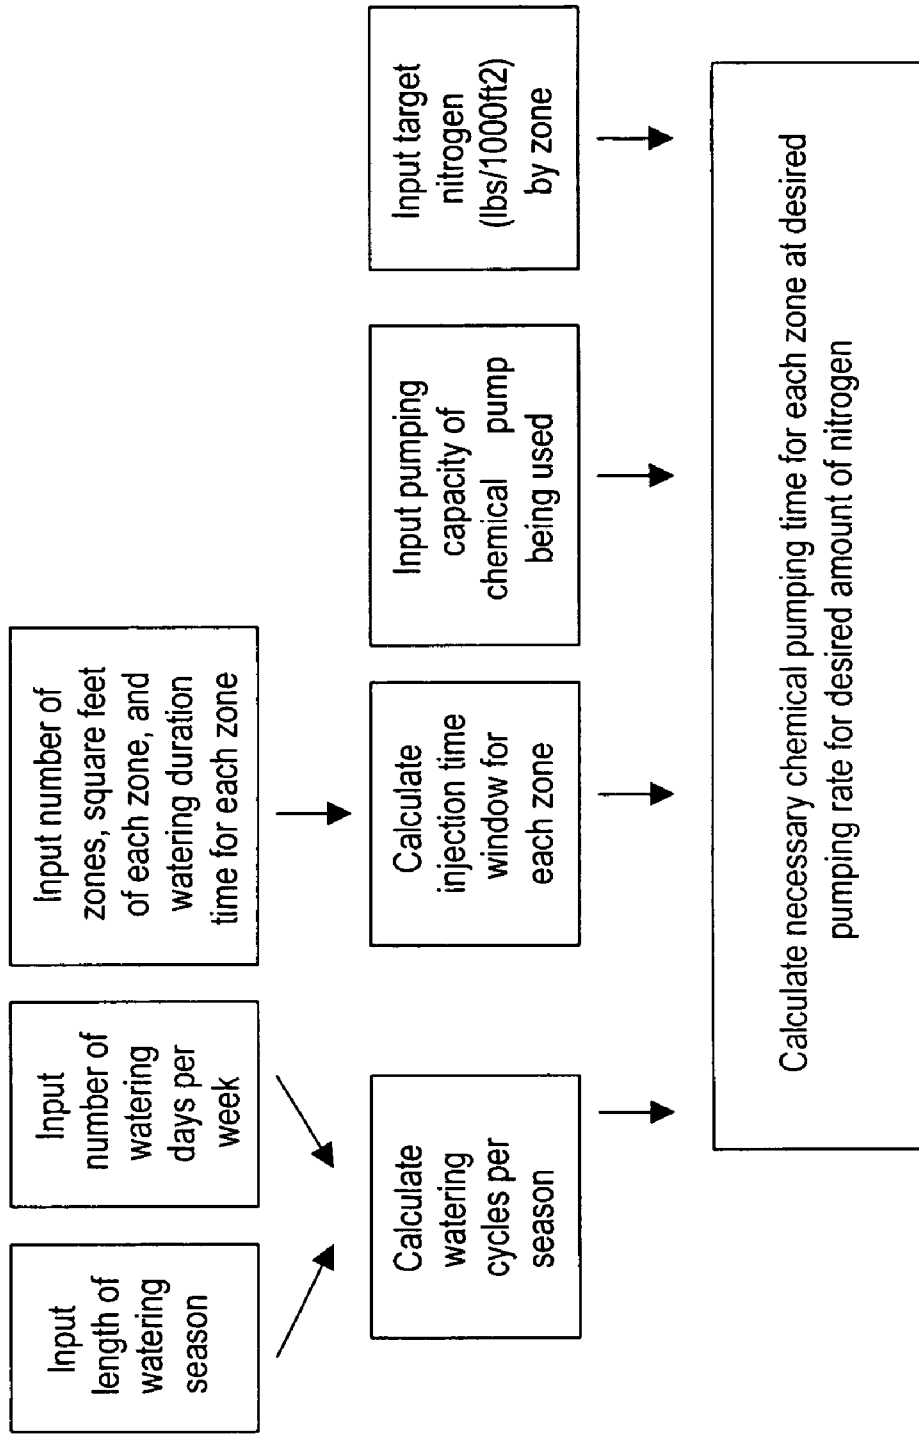 Input
length of
watering
season
Input
number of
watering
days per
week
Input number of
zones, square feet
of each zone, and
watering duration
time for each zone
Calculate
watering
cycles per
season
Calculate
injection time
window for
each zone
Input pumping
capacity of
chemical pump
being used
Input target
nitrogen
(lbs/1000ft2)
by zone
Calculate necessary chemical pumping time for each zone at desired
pumping rate for desired amount of nitrogen